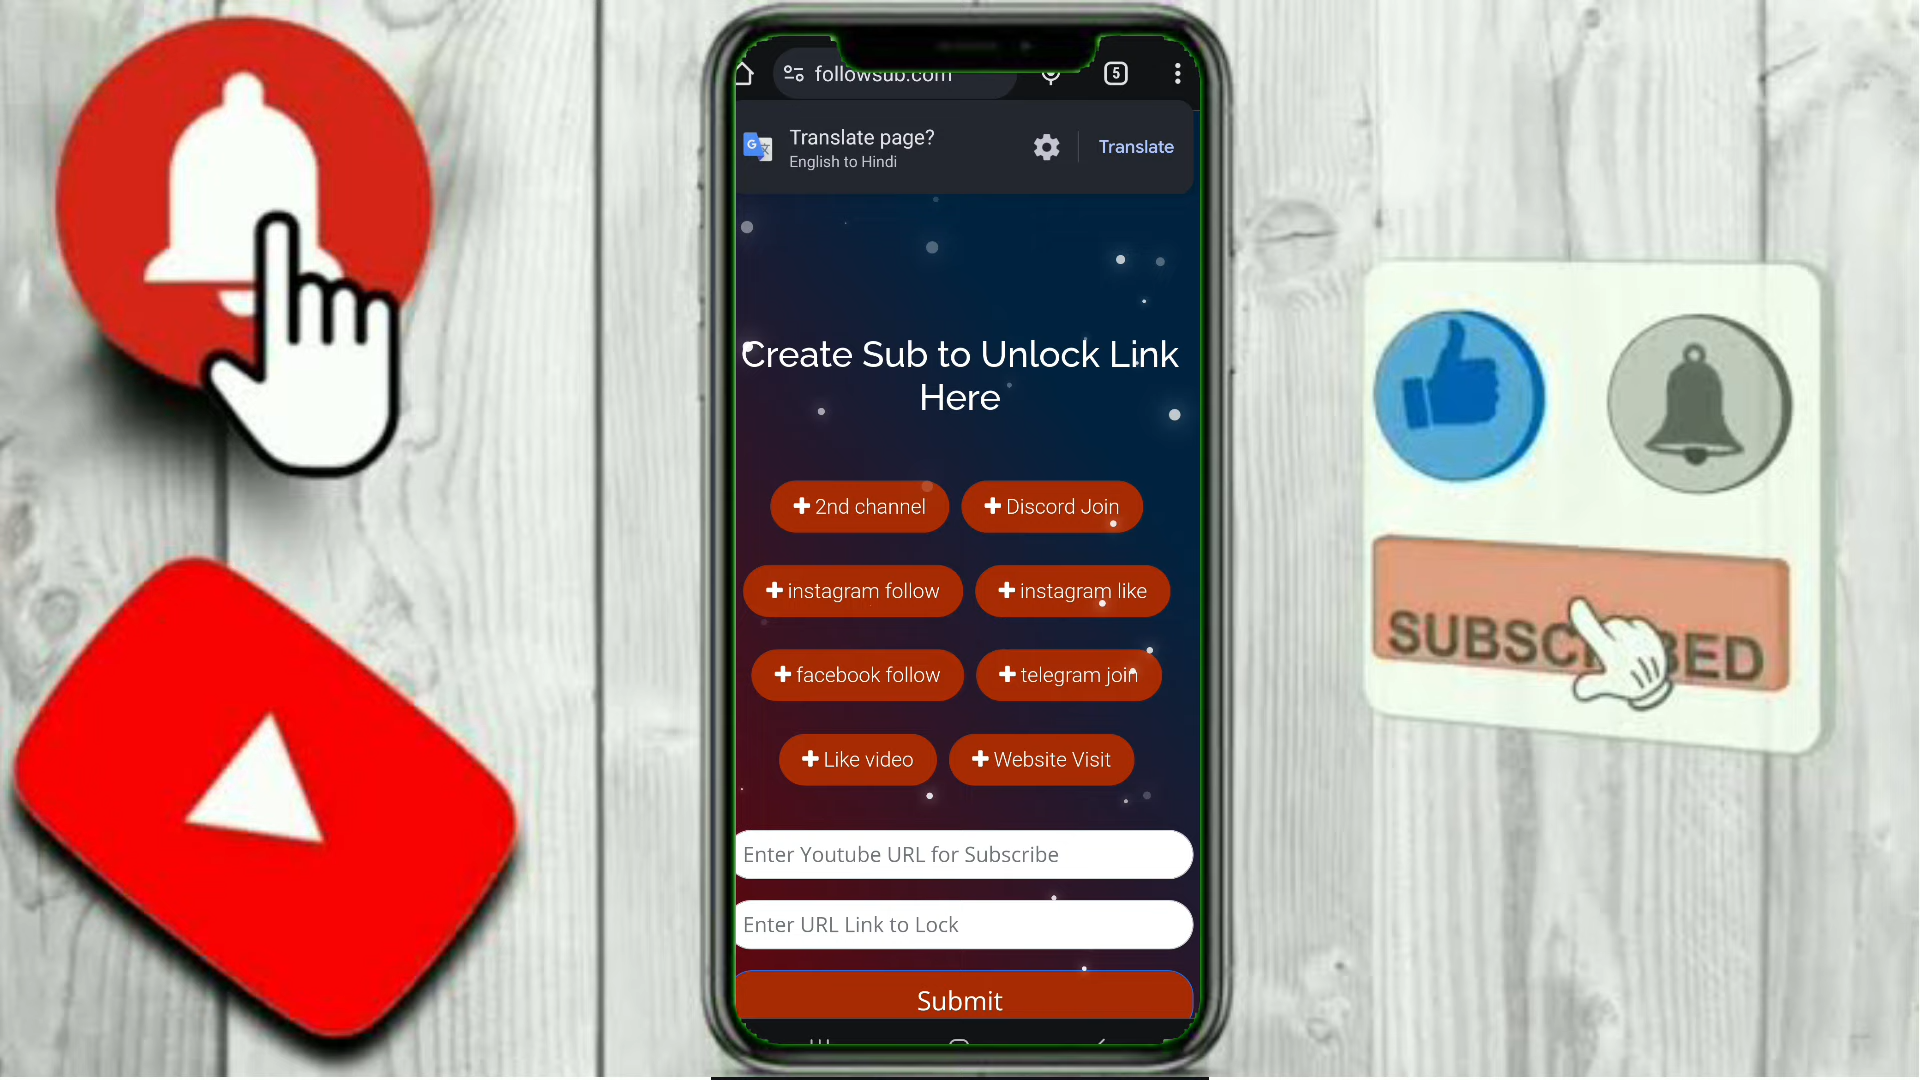 followsub.com
5
Translate page?
English to Hindi
Translate
Create Sub to Unlock Link
Here
2nd channel
Discord Join
instagram follow
instagram like
facebook follow
telegram join
Like video
Website Visit
Enter Youtube URL for Subscribe
Enter URL Link to Lock
Submit
SUBSCRIBED